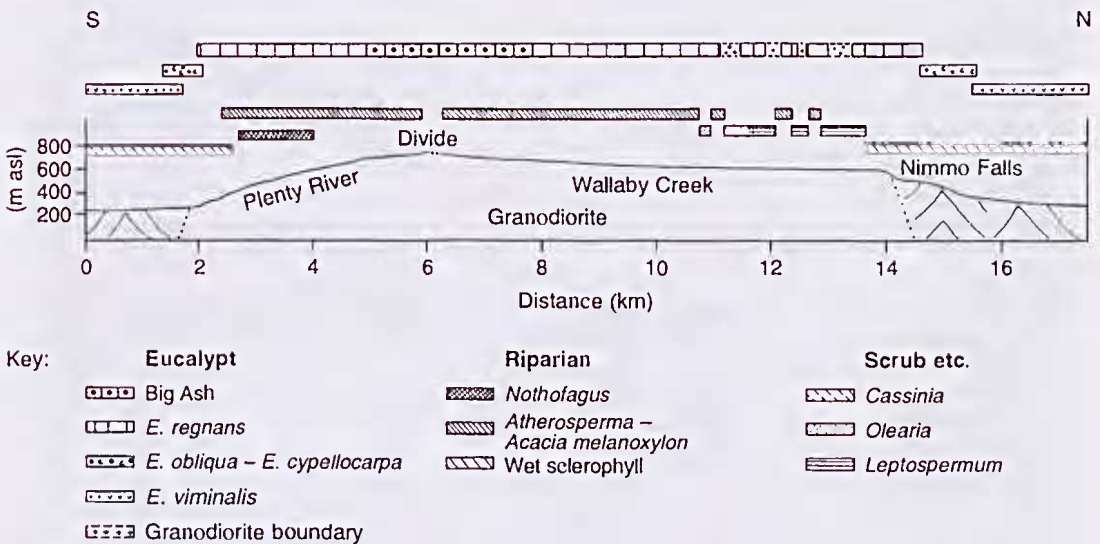 S N
(m asl)
800
600
400
200
Divide
Plenty River
Wallaby Creek
Nimmo Falls
Granodiorite
0 2 4 6 8 10 12 14 16
Distance (km)
Key: Eucalypt Riparian Scrub etc.
Big Ash Nothofagus Cassinia
E. regnans Atherosperma – Olearia
Acacia melanoxylon
E. obliqua – E. cypellocarpa Wet sclerophyll Leptospermum
E. viminalis
Granodiorite boundary